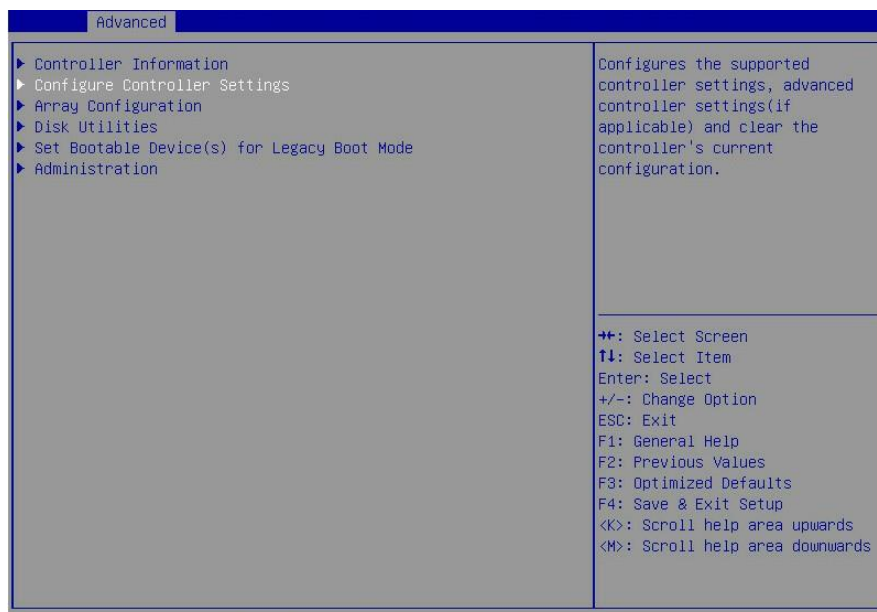 Advanced
Controller Information
Configure Controller Settings
Array Configuration
Disk Utilities
Set Bootable Device(s) for Legacy Boot Mode
Administration
Configures the supported
controller settings, advanced
controller settings(if
applicable) and clear the
controller's current
configuration.
→←: Select Screen
↑↓: Select Item
Enter: Select
+/-: Change Option
ESC: Exit
F1: General Help
F2: Previous Values
F3: Optimized Defaults
F4: Save & Exit Setup
<K>: Scroll help area upwards
<M>: Scroll help area downwards